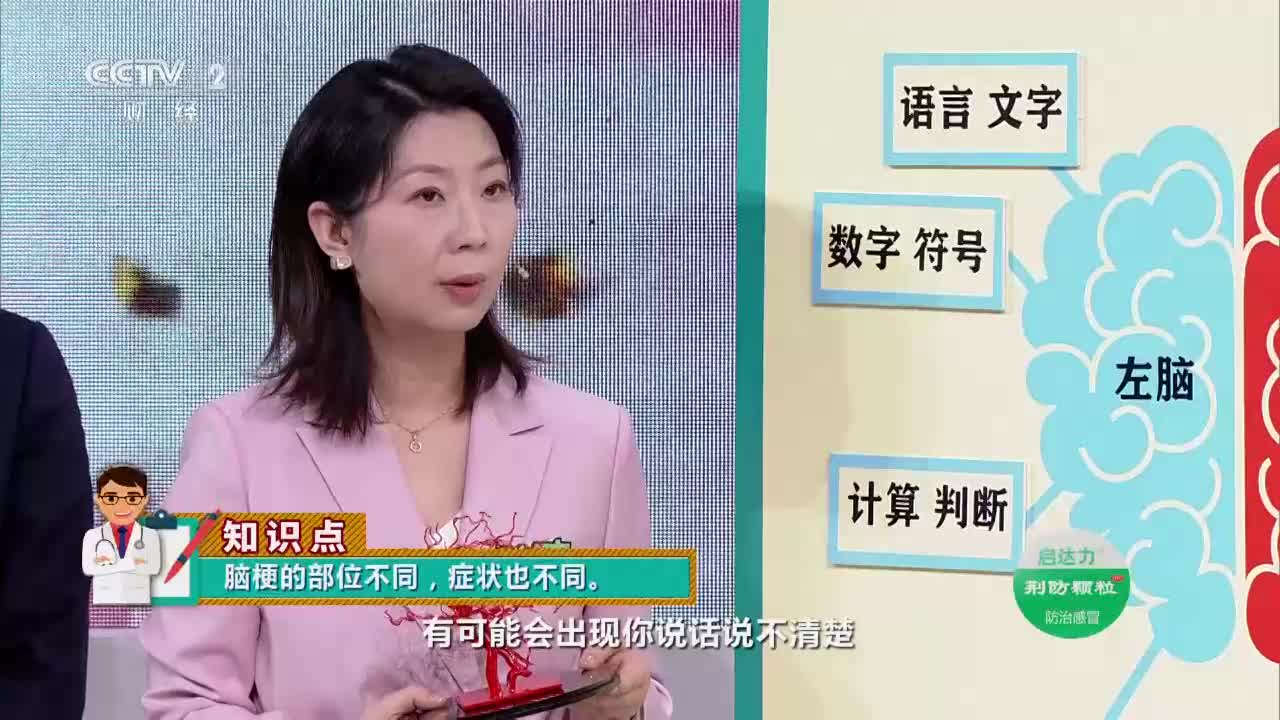 CCTV 2
财 经
语言 文字
数字 符号
左脑
计算 判断
知识点
脑梗的部位不同，症状也不同。
启达力
荆防颗粒
防治感冒
有可能会出现你说话说不清楚